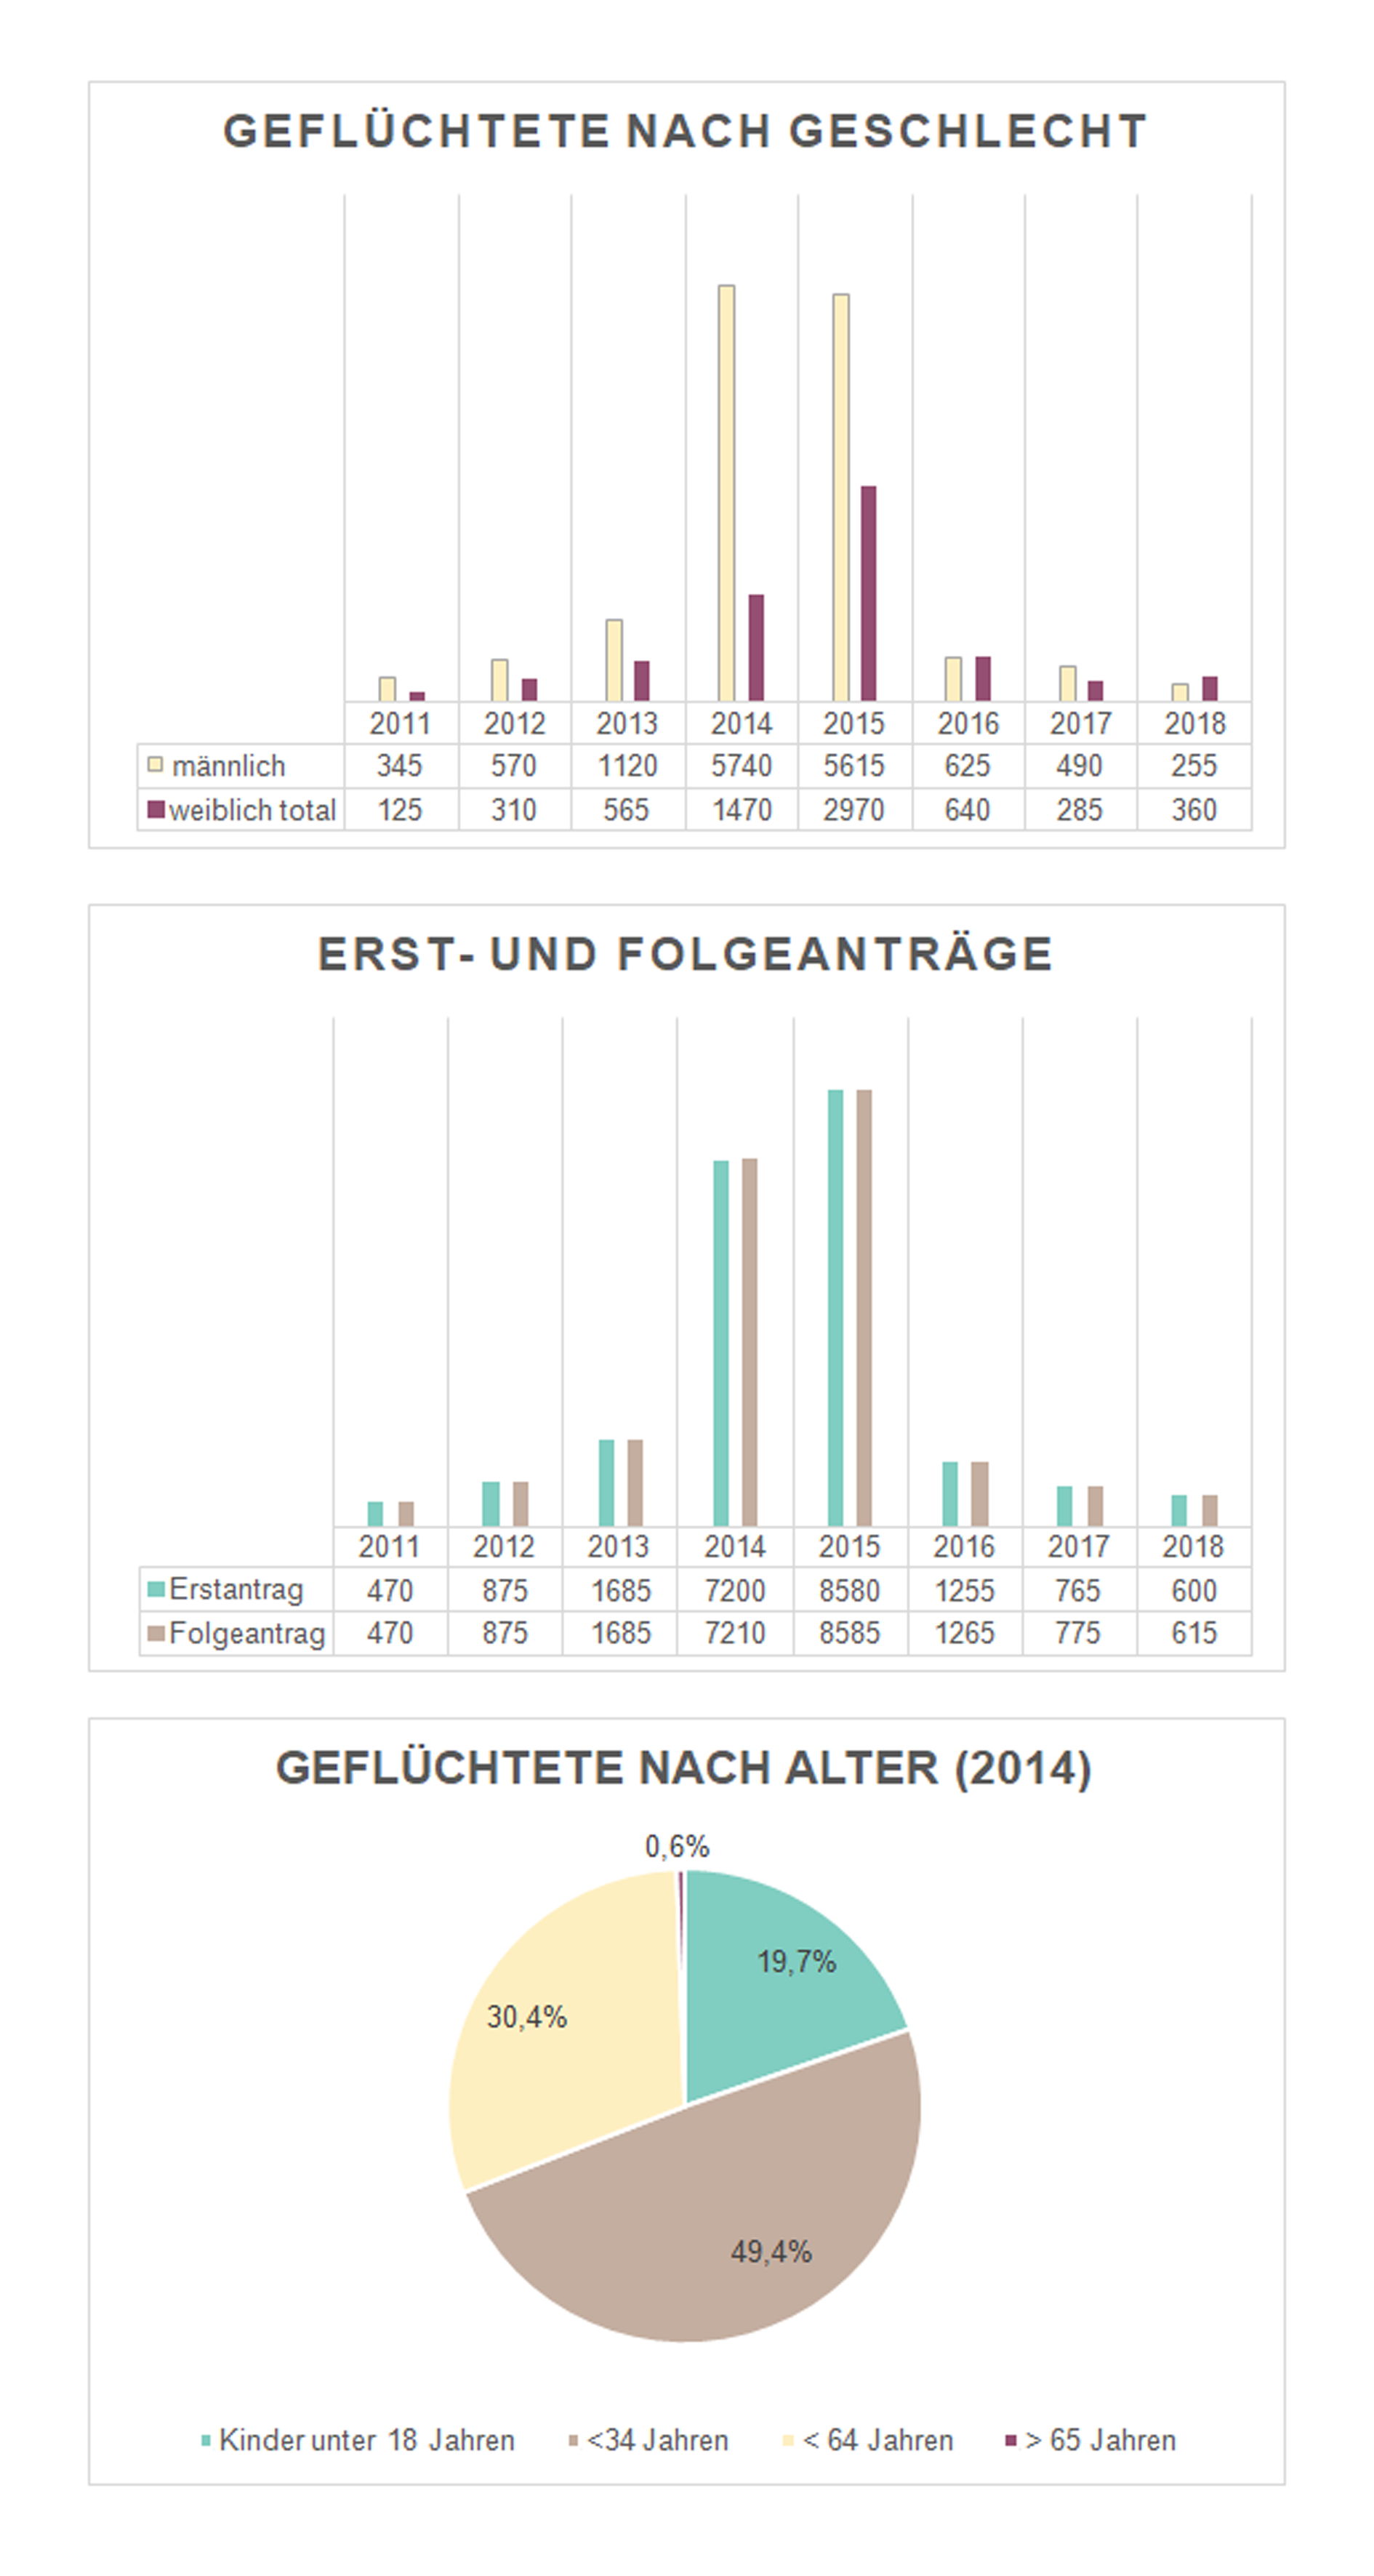 GEFLÜCHTETE NACH GESCHLECHT
2011 2012 2013 2014 2015 2016 2017 2018
männlich 345 570 1120 5740 5615 625 490 255
weiblich total 125 310 565 1470 2970 640 285 360
ERST- UND FOLGEANTRÄGE
2011 2012 2013 2014 2015 2016 2017 2018
Erstantrag 470 875 1685 7200 8580 1255 765 600
Folgeantrag 470 875 1685 7210 8585 1265 775 615
GEFLÜCHTETE NACH ALTER (2014)
0,6%
19,7%
30,4%
49,4%
Kinder unter 18 Jahren <34 Jahren < 64 Jahren > 65 Jahren